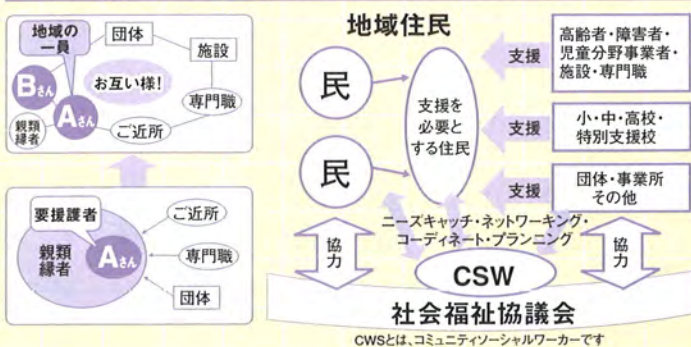 地域の
一員
団体
施設
お互い様!
Bさん
Aさん
専門職
親類
縁者
ご近所
要援護者
親類
縁者
Aさん
ご近所
専門職
団体
地域住民
民
民
支援を
必要と
する住民
支援
高齢者・障害者・
児童分野事業者・
施設・専門職
支援
小・中・高校・
特別支援校
支援
団体・事業所
その他
ニーズキャッチ・ネットワーキング・
コーディネート・プランニング
協力
協力
CSW
社会福祉協議会
CWSとは、コミュニティソーシャルワーカーです